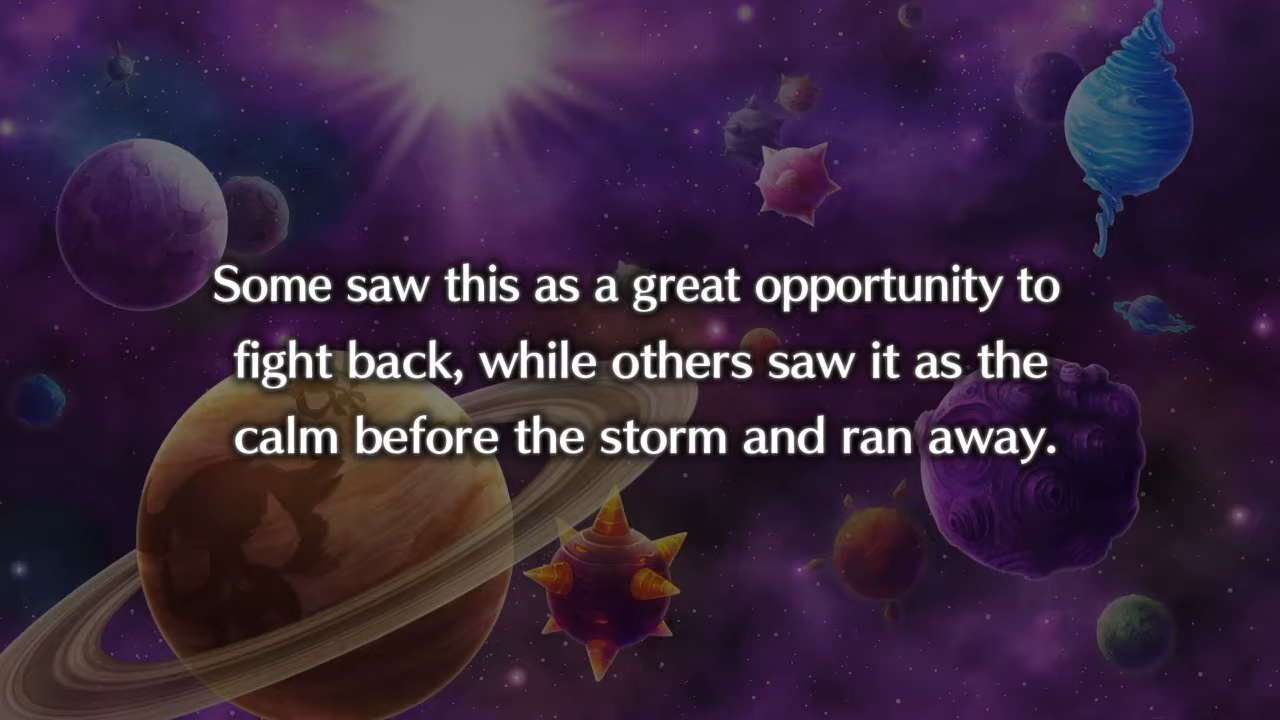 Some saw this as a great opportunity to
fight back, while others saw it as the
calm before the storm and ran away.